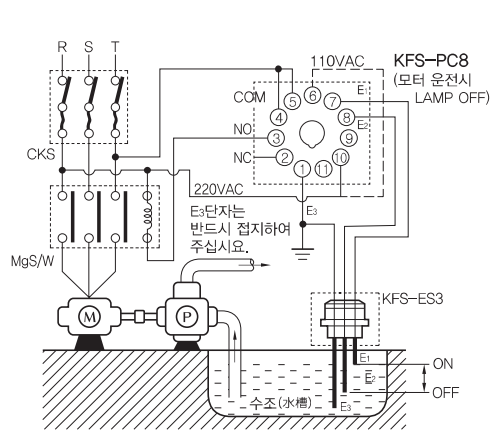 R S T
CKS
MgS/W
110VAC
KFS-PC8
(모터 운전시
LAMP OFF)
COM
NO
NC
5
6
7
4
8
3
9
2
10
1
11
E1
E2
220VAC
E3
E3단자는
반드시 접지하여
주십시요.
M
P
KFS-ES3
E1
E2
E3
ON
OFF
수조(水槽)